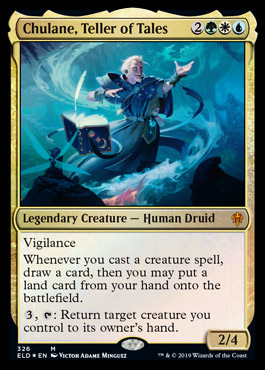 Chulane, Teller of Tales 2
Legendary Creature — Human Druid
Vigilance
Whenever you cast a creature spell,
draw a card, then you may put a
land card from your hand onto the
battlefield.
3, : Return target creature you
control to its owner's hand.
2/4
326 M
ELD • EN VICTOR ADAME MINGUEZ ™ & © 2019 Wizards of the Coast